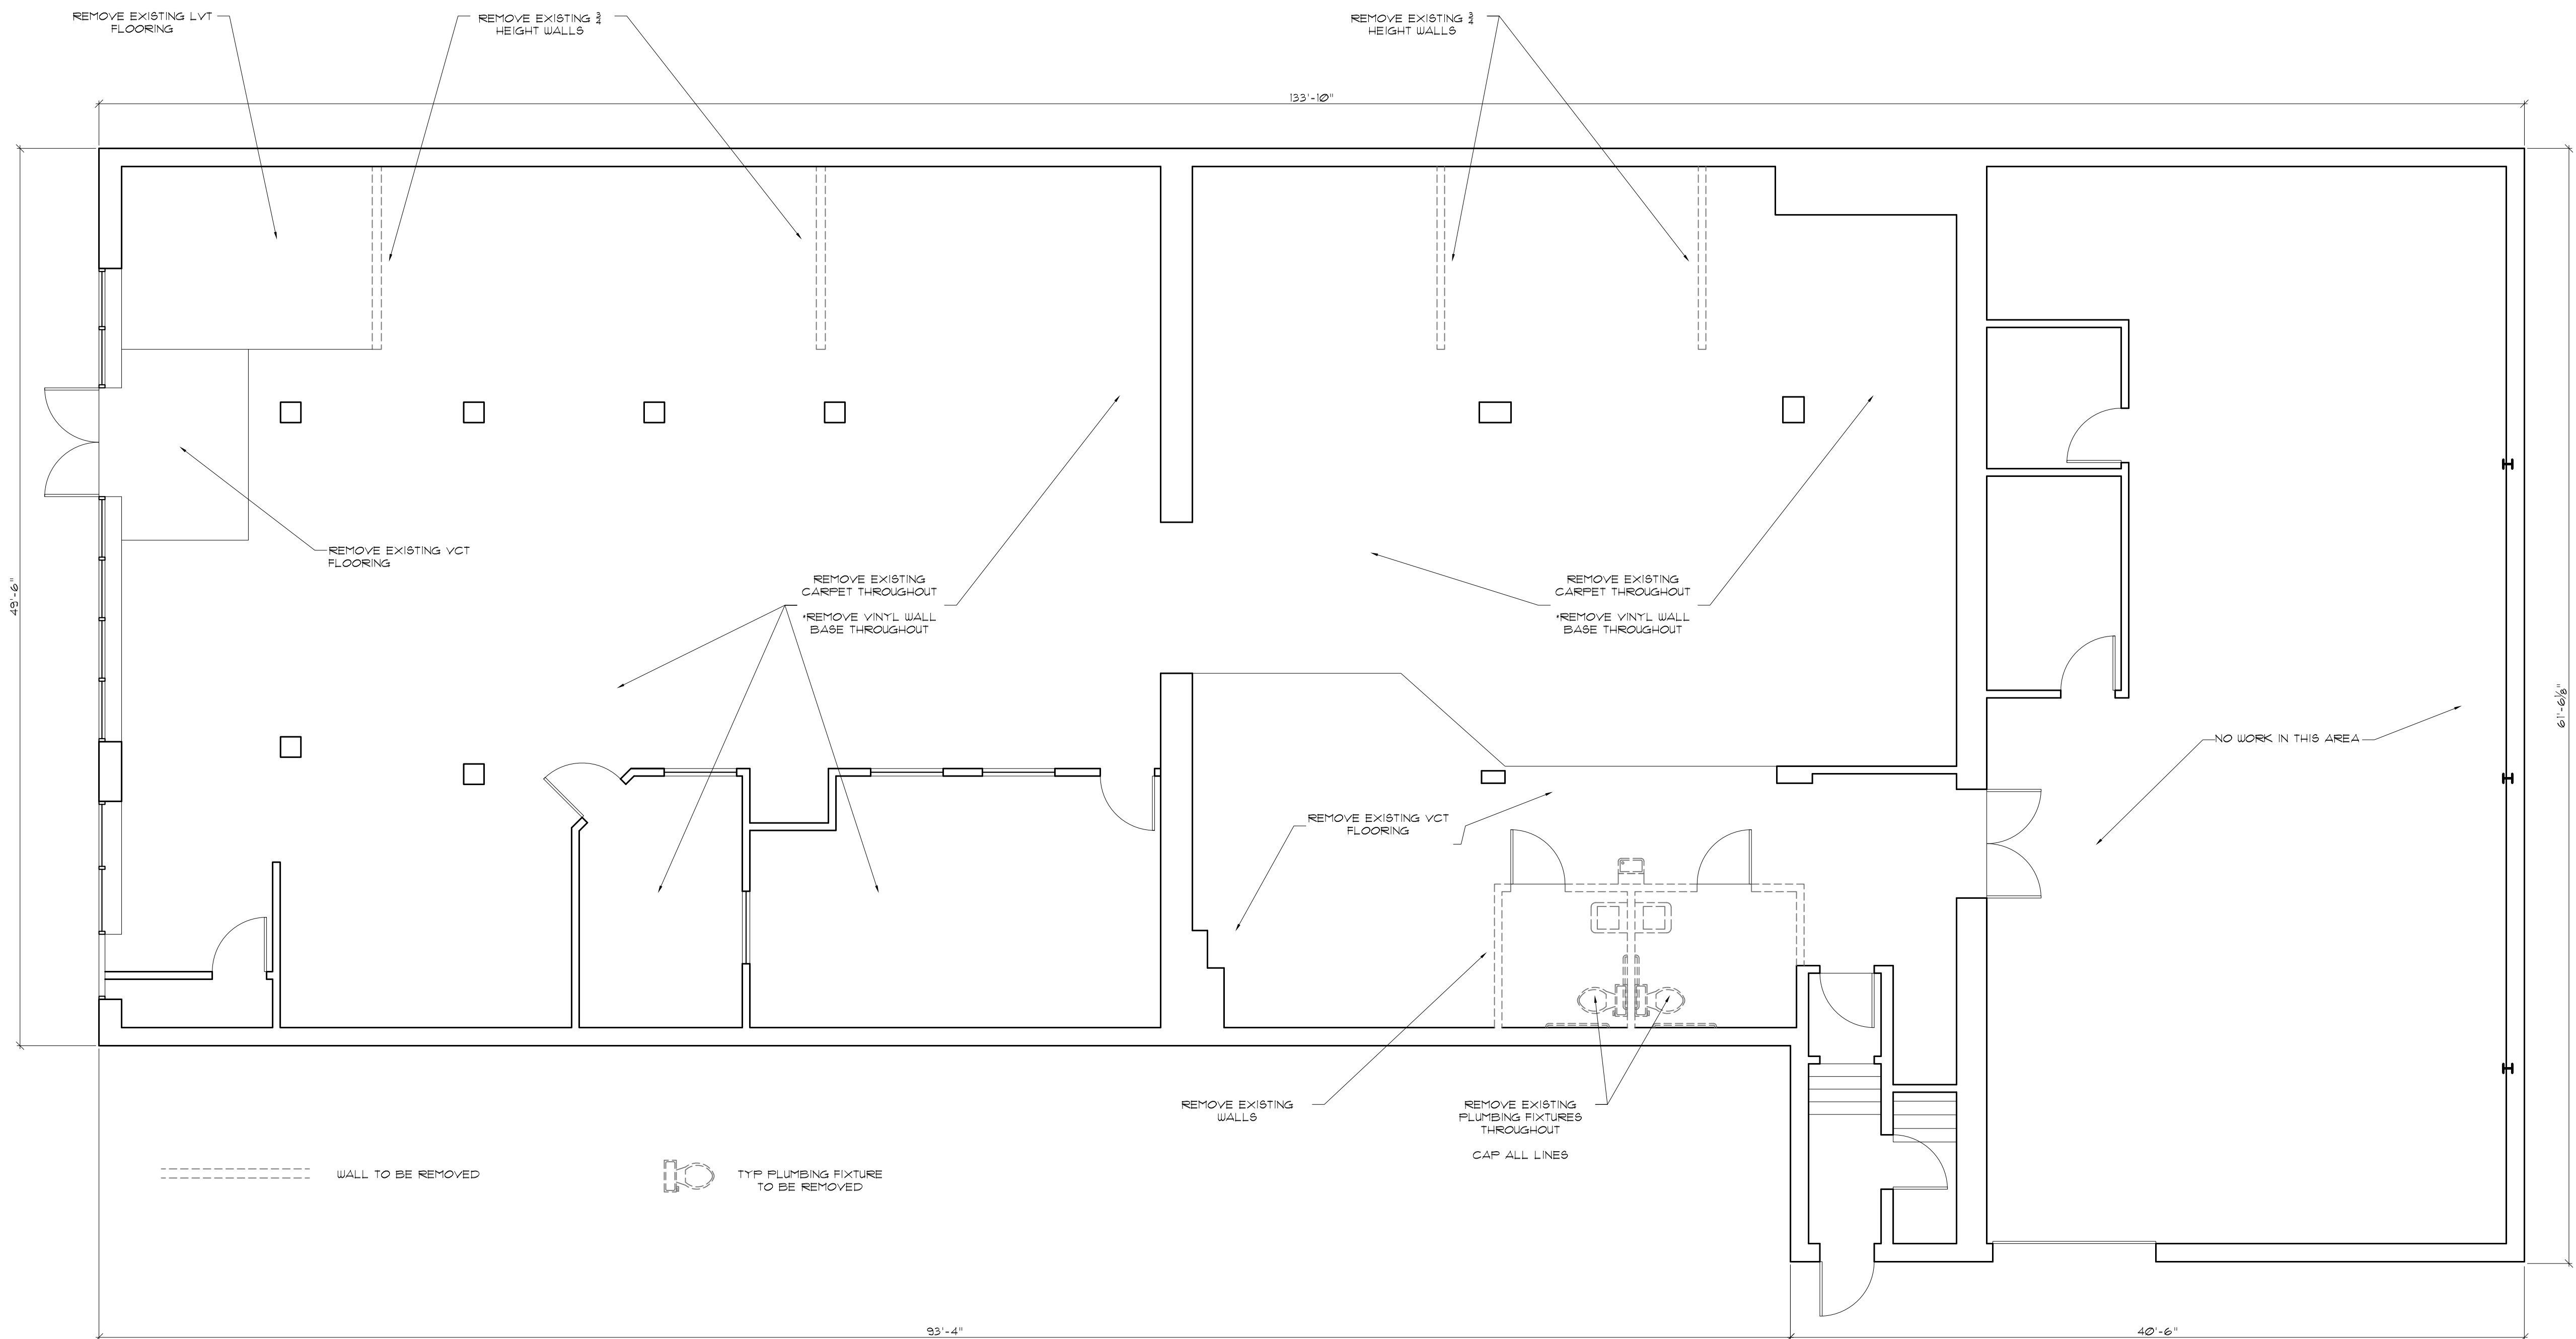 REMOVE EXISTING LVT
FLOORING
REMOVE EXISTING 3/4
HEIGHT WALLS
REMOVE EXISTING 3/4
HEIGHT WALLS
133'-10"
49'-6"
61'-6⅛"
REMOVE EXISTING VCT
FLOORING
REMOVE EXISTING
CARPET THROUGHOUT
*REMOVE VINYL WALL
BASE THROUGHOUT
REMOVE EXISTING
CARPET THROUGHOUT
*REMOVE VINYL WALL
BASE THROUGHOUT
NO WORK IN THIS AREA
REMOVE EXISTING VCT
FLOORING
REMOVE EXISTING
WALLS
REMOVE EXISTING
PLUMBING FIXTURES
THROUGHOUT
CAP ALL LINES
WALL TO BE REMOVED
TYP PLUMBING FIXTURE
TO BE REMOVED
93'-4"
40'-6"